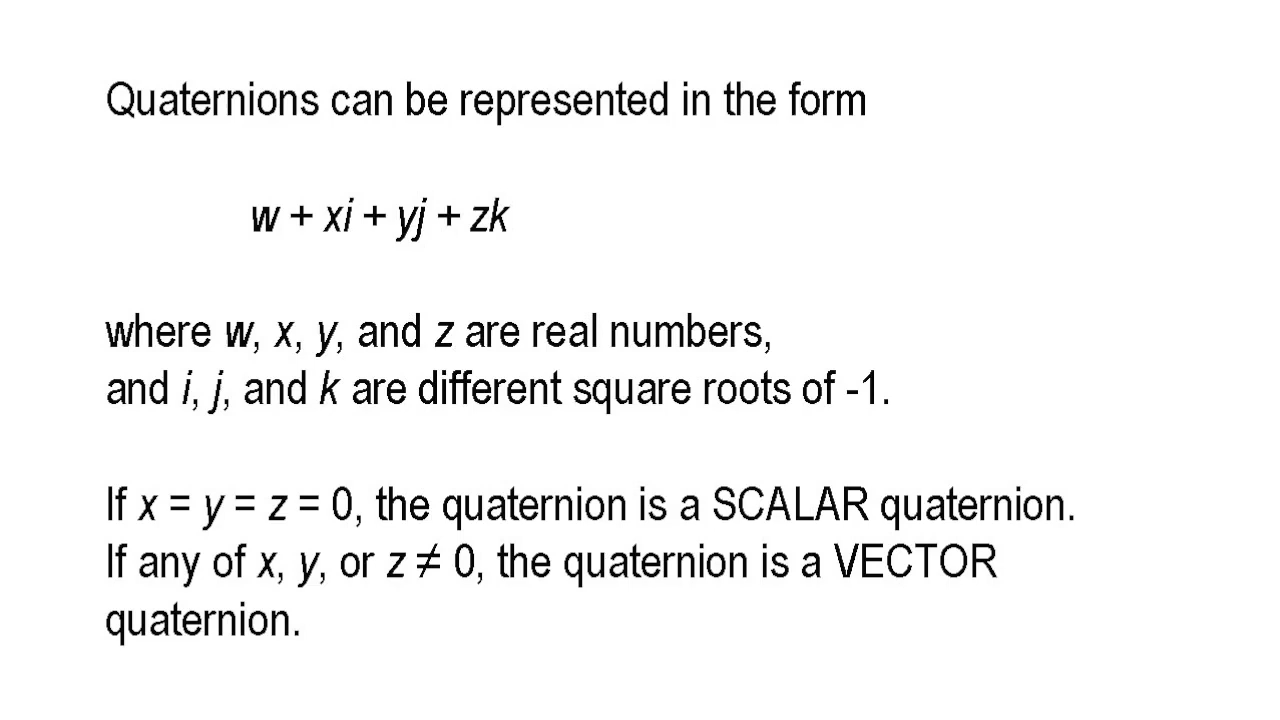 Quaternions can be represented in the form
w + xi + yj + zk
where w, x, y, and z are real numbers,
and i, j, and k are different square roots of -1.
If x = y = z = 0, the quaternion is a SCALAR quaternion.
If any of x, y, or z ≠ 0, the quaternion is a VECTOR
quaternion.